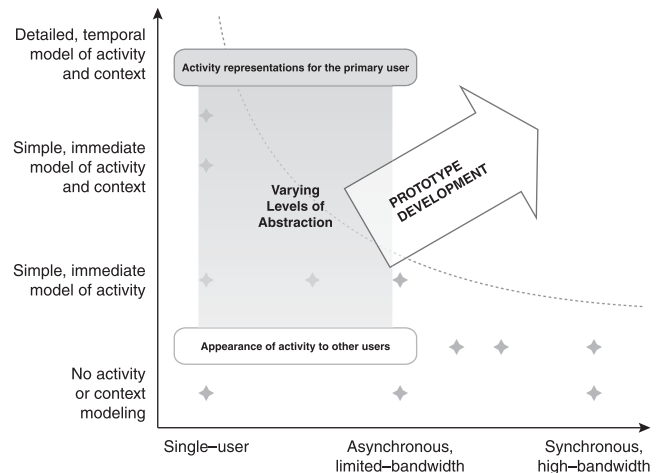 Detailed, temporal
model of activity
and context
Activity representations for the primary user
Simple, immediate
model of activity
and context
Varying
Levels of
Abstraction
PROTOTYPE
DEVELOPMENT
Simple, immediate
model of activity
Appearance of activity to other users
No activity
or context
modeling
Single–user
Asynchronous,
limited–bandwidth
Synchronous,
high–bandwidth